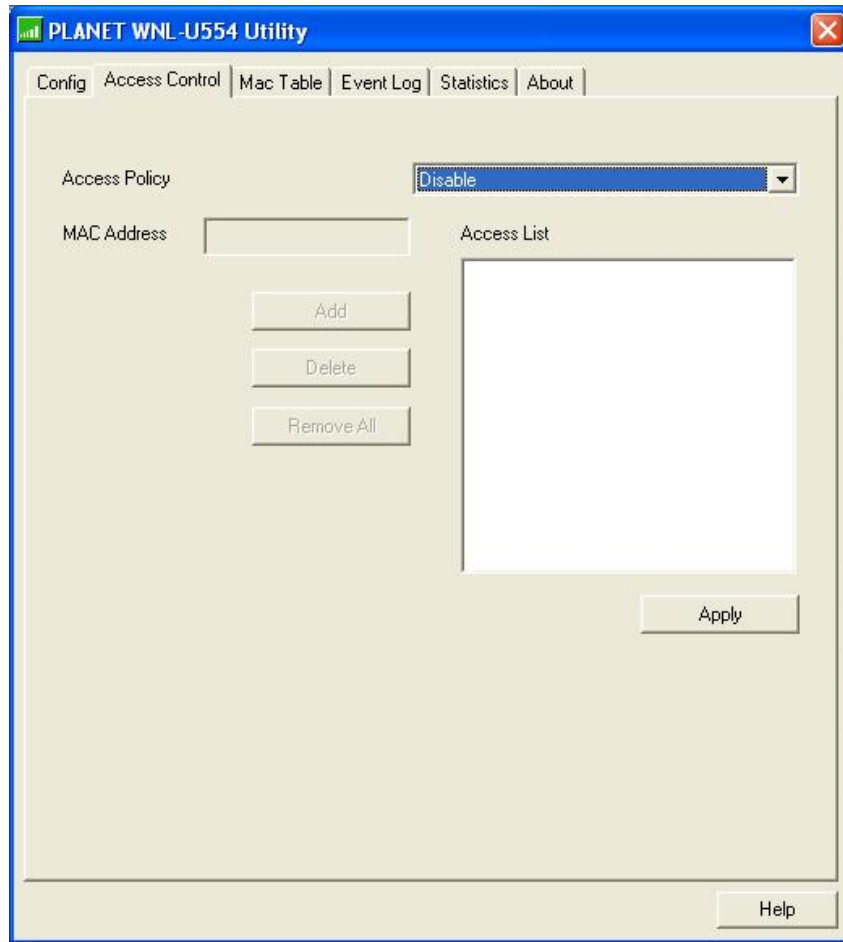 PLANET WNL-U554 Utility
Config Access Control Mac Table Event Log Statistics About
Access Policy Disable
MAC Address Access List
Add
Delete
Remove All
Apply
Help